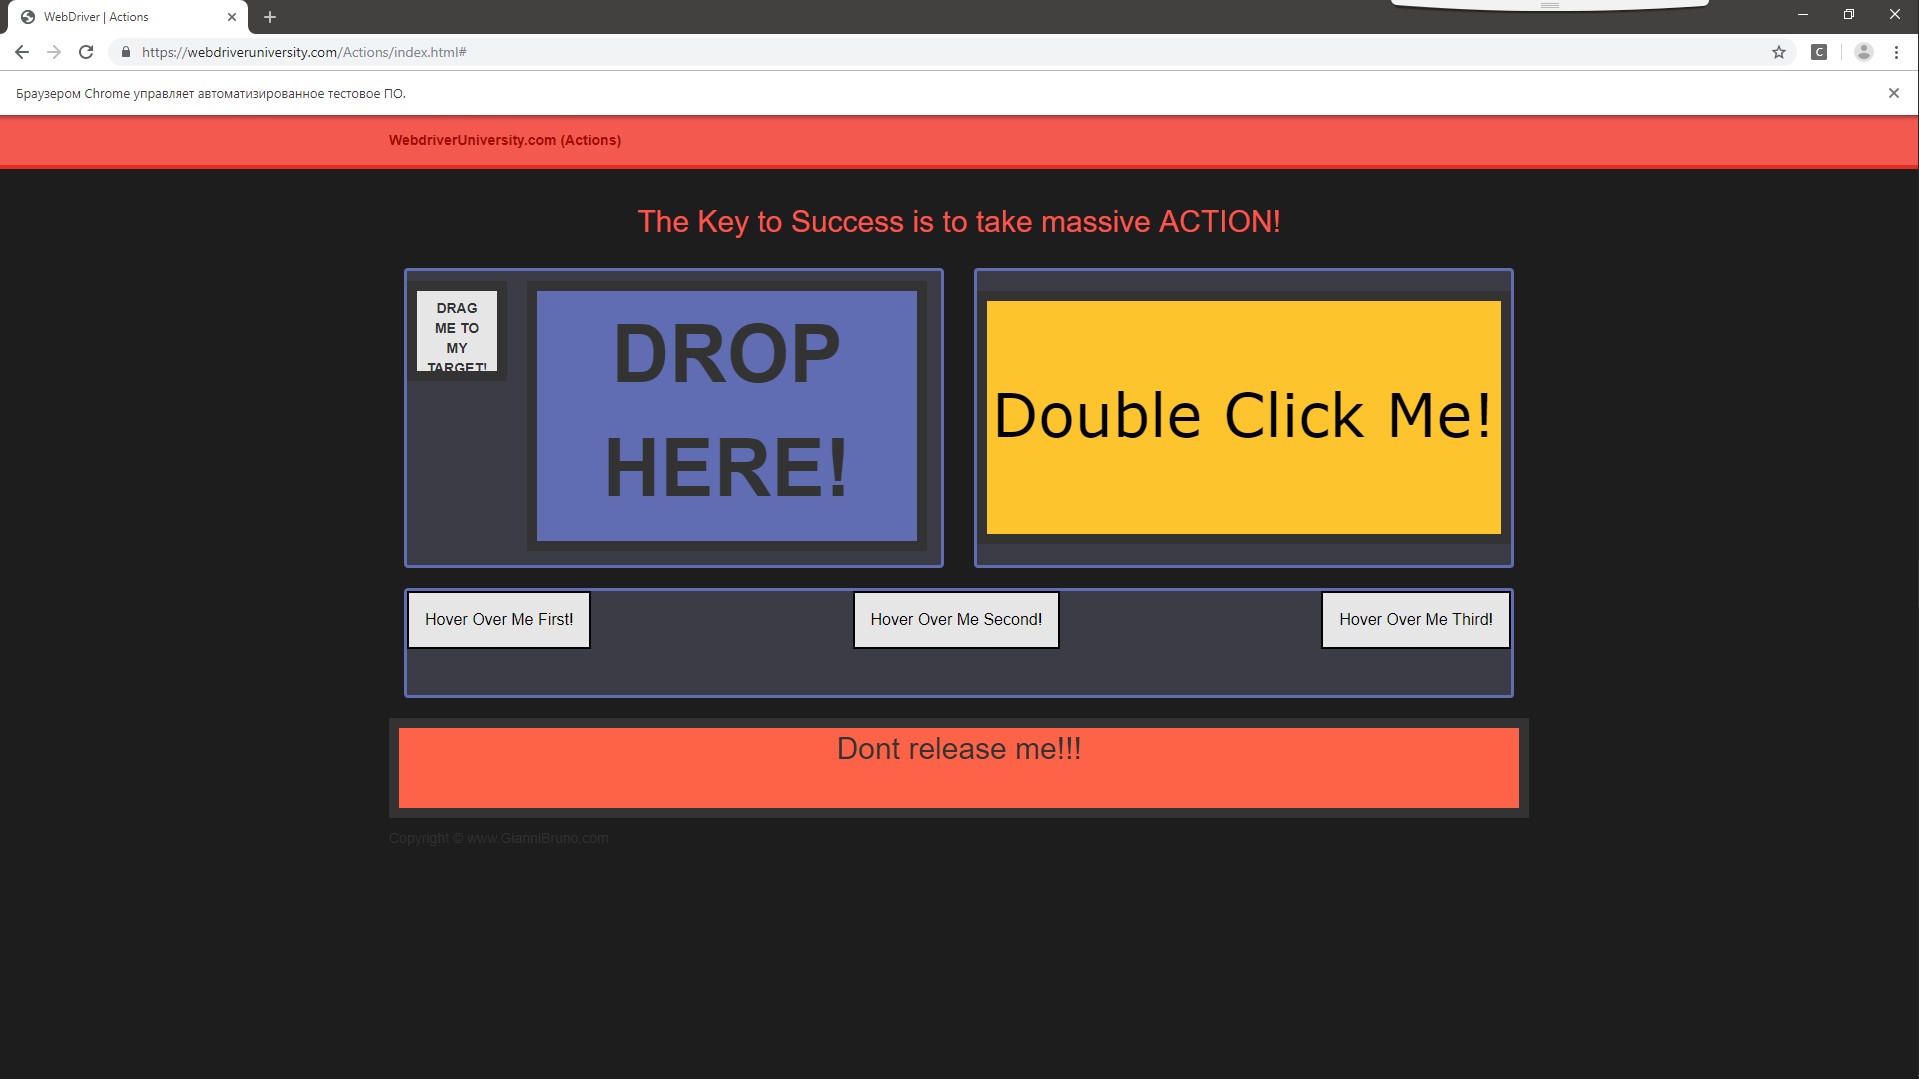 WebDriver | Actions
https://webdriveruniversity.com/Actions/index.html#
C
Браузером Chrome управляет автоматизированное тестовое ПО.
WebdriverUniversity.com (Actions)
The Key to Success is to take massive ACTION!
DRAG
ME TO
MY
TARGET!
DROP
HERE!
Double Click Me!
Hover Over Me First!
Hover Over Me Second!
Hover Over Me Third!
Dont release me!!!
Copyright © www.GianniBruno.com